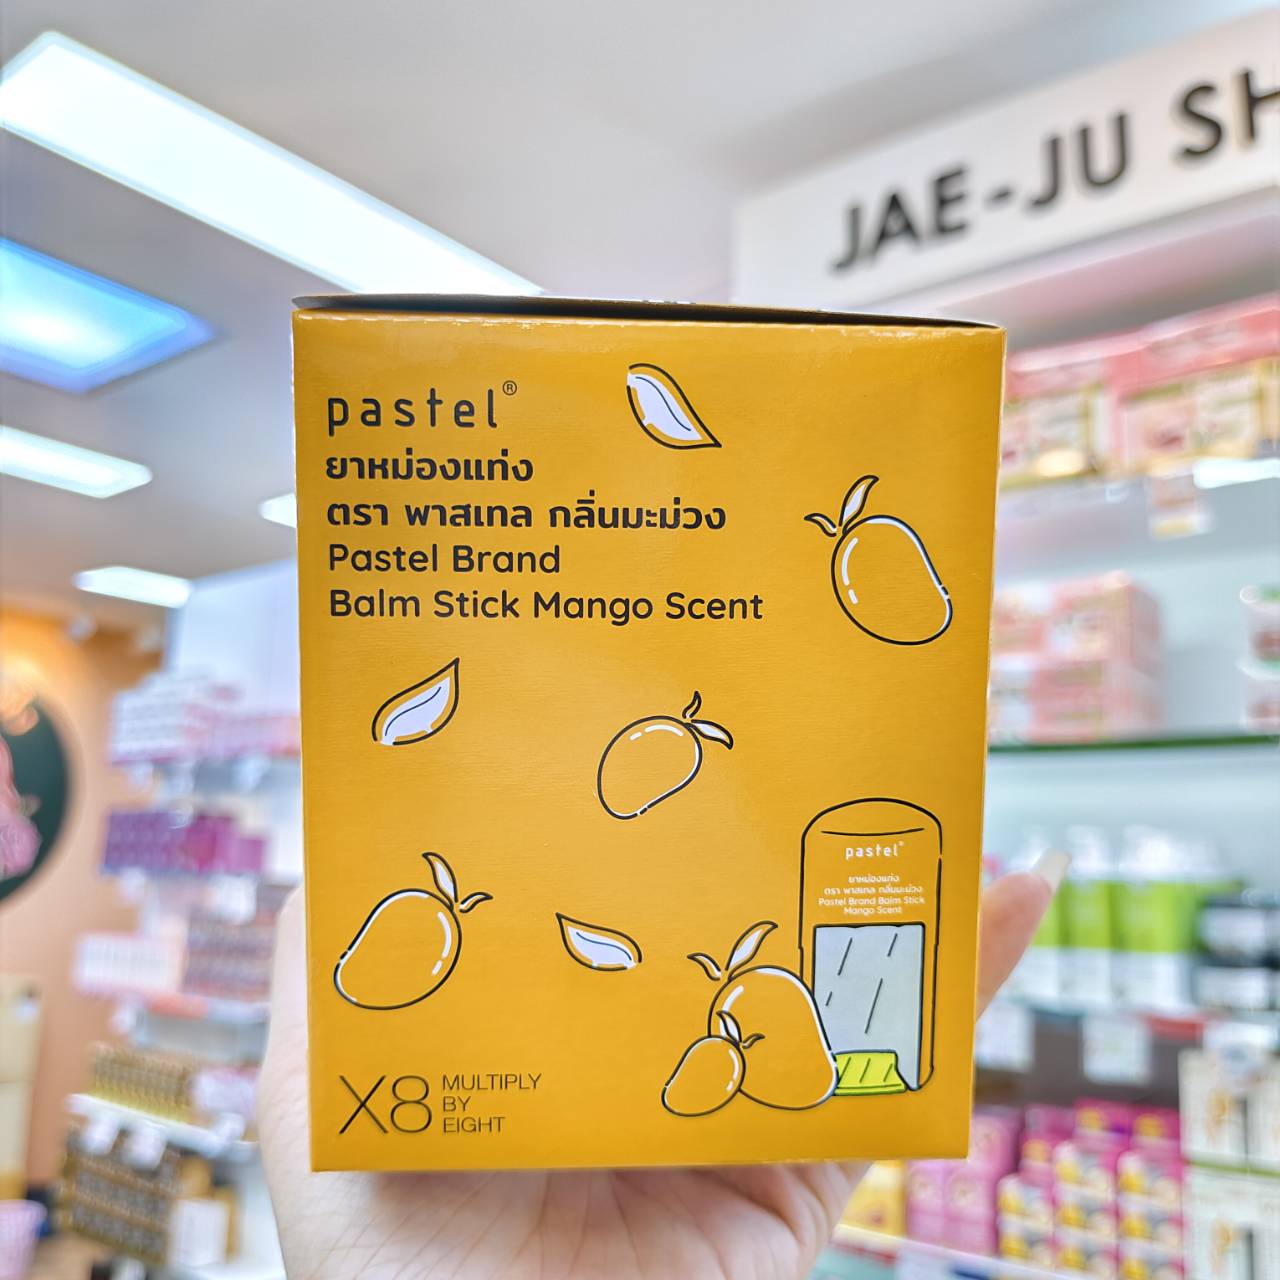 JAE-JU SH
pastel®
ยาหม่องแท่ง
ตรา พาสเทล กลิ่นมะม่วง
Pastel Brand
Balm Stick Mango Scent
pastel®
ยาหม่องแท่ง
ตรา พาสเทล กลิ่นมะม่วง
Pastel Brand Balm Stick
Mango Scent
X8 MULTIPLY
BY
EIGHT